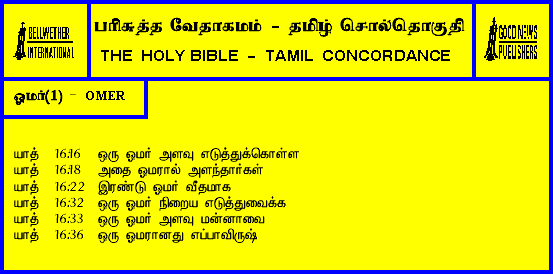 BELLWETHER
INTERNATIONAL
பரிசுத்த வேதாகமம் - தமிழ் சொல்தொகுதி
THE HOLY BIBLE - TAMIL CONCORDANCE
GOOD NEWS
PUBLISHERS
ஓமர்(1) - OMER
யாத் 16:16 ஒரு ஓமர் அளவு எடுத்துக்கொள்ள
யாத் 16:18 அதை ஓமரால் அளந்தார்கள்
யாத் 16:22 இரண்டு ஓமர் வீதமாக
யாத் 16:32 ஒரு ஓமர் நிறைய எடுத்துவைக்க
யாத் 16:33 ஒரு ஓமர் அளவு மன்னாவை
யாத் 16:36 ஒரு ஓமரானது எப்பாவிருஷ்